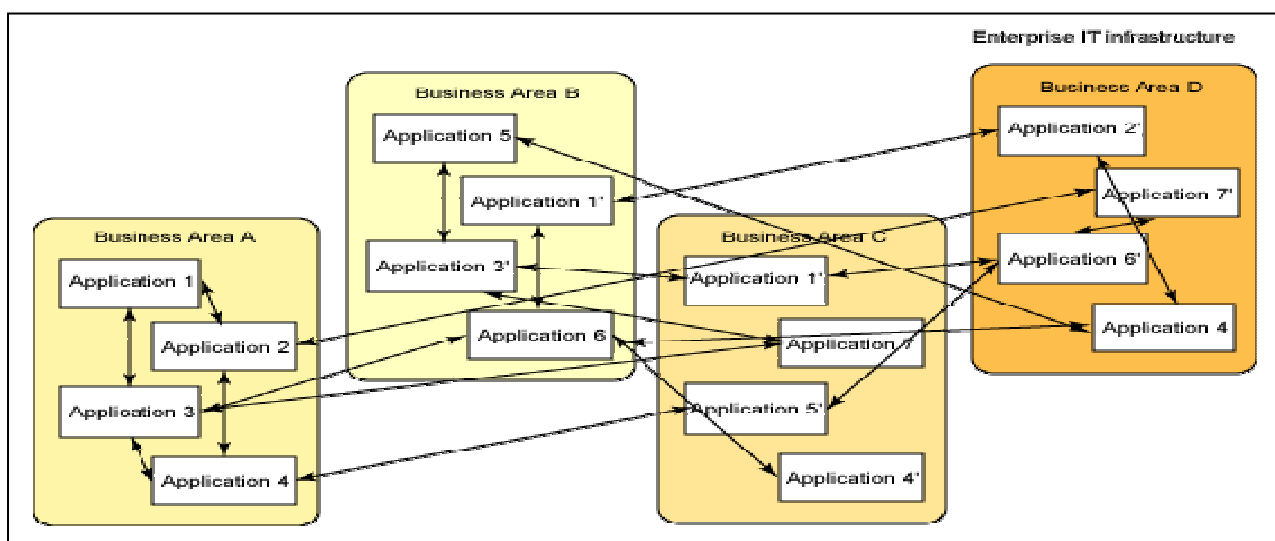 Enterprise IT infrastructure
Business Area A
Application 1
Application 2
Application 3
Application 4
Business Area B
Application 5
Application 1'
Application 3'
Application 6
Business Area C
Application 1'
Application 7
Application 5'
Application 4'
Business Area D
Application 2'
Application 7'
Application 6'
Application 4